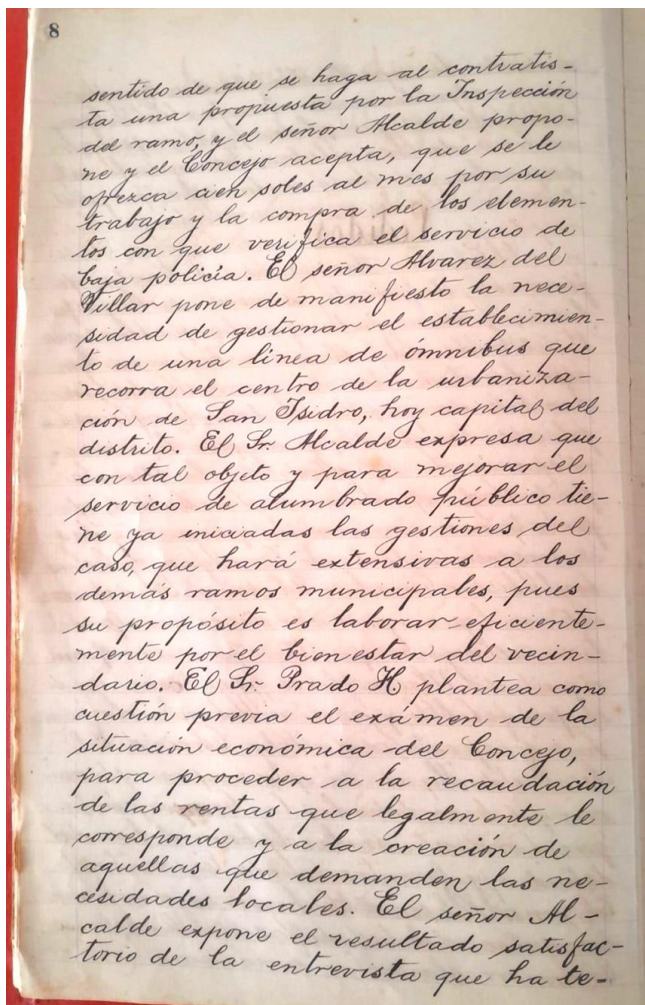 8
sentido de que se haga al contratis-
ta una propuesta por la Inspección
del ramo, y el señor Alcalde propo-
ne y el Concejo acepta, que se le
ofrezca cien soles al mes por su
trabajo y la compra de los elemen-
tos con que verifica el servicio de
baja policía. El señor Alvarez del
Villar pone de manifiesto la nece-
sidad de gestionar el establecimien-
to de una linea de ómnibus que
recorra el centro de la urbaniza-
ción de San Isidro, hoy capital del
distrito. El Sr. Alcalde expresa que
con tal objeto y para mejorar el
servicio de alumbrado público tie-
ne ya iniciadas las gestiones del
caso, que hará extensivas a los
demás ramos municipales, pues
su propósito es laborar eficiente-
mente por el bienestar del vecin-
dario. El Sr. Prado H plantea como
cuestión previa el exámen de la
situación económica del Concejo,
para proceder a la recaudación
de las rentas que legalmente le
corresponde y a la creación de
aquellas que demanden las ne-
cesidades locales. El señor Al-
calde expone el resultado satisfac-
torio de la entrevista que ha te-